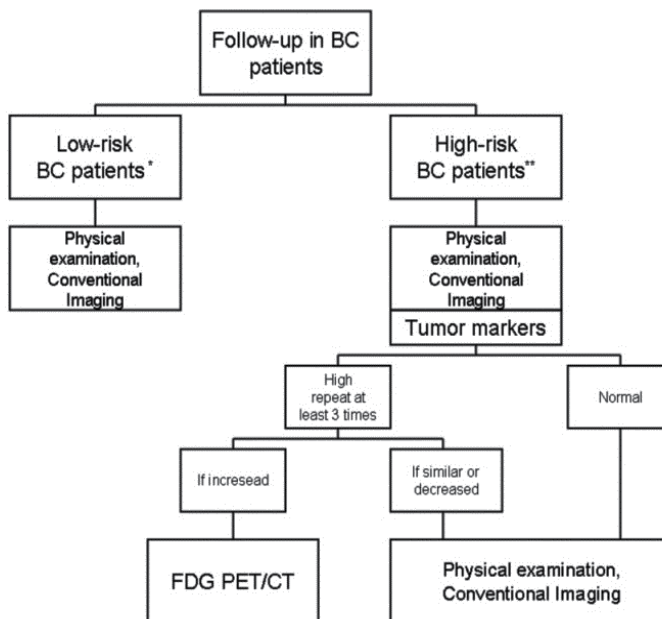 Follow-up in BC
patients
Low-risk
BC patients*
High-risk
BC patients**
Physical
examination,
Conventional
Imaging
Physical
examination,
Conventional
Imaging
Tumor markers
High
repeat at
least 3 times
Normal
If incresead
If similar or
decreased
FDG PET/CT
Physical examination,
Conventional Imaging